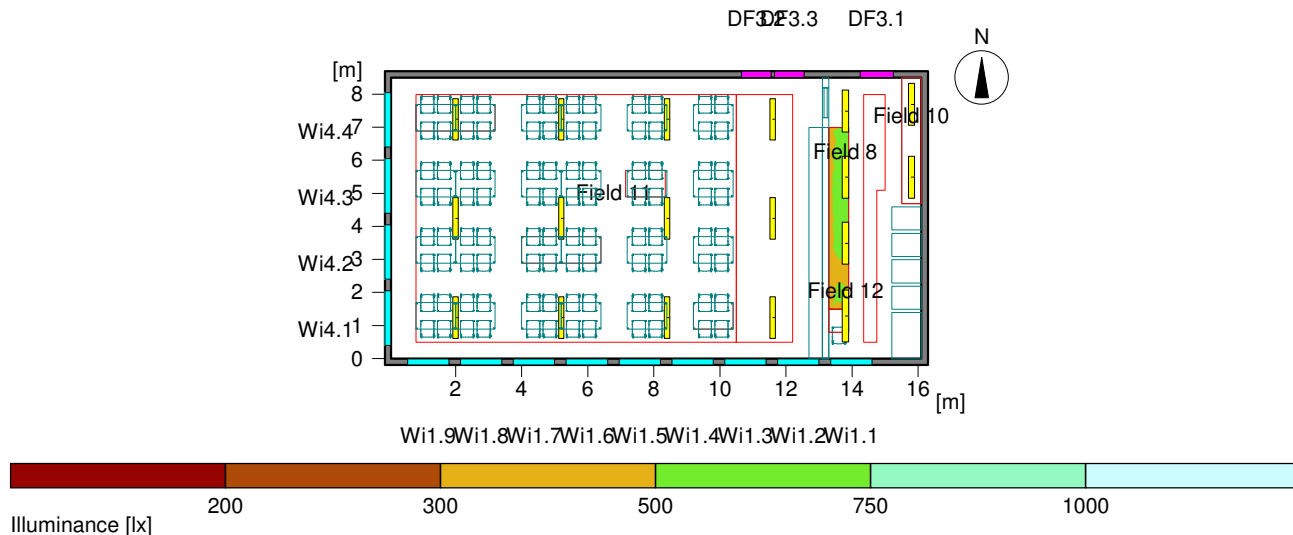 DF3.2 DF3.3 DF3.1
N
[m]
8
7
6
5
4
3
2
1
0
Wi4.4
Wi4.3
Wi4.2
Wi4.1
Field 10
Field 8
Field 11
Field 12
2 4 6 8 10 12 14 16
[m]
Wi1.9 Wi1.8 Wi1.7 Wi1.6 Wi1.5 Wi1.4 Wi1.3 Wi1.2 Wi1.1
200 300 500 750 1000
Illuminance [lx]